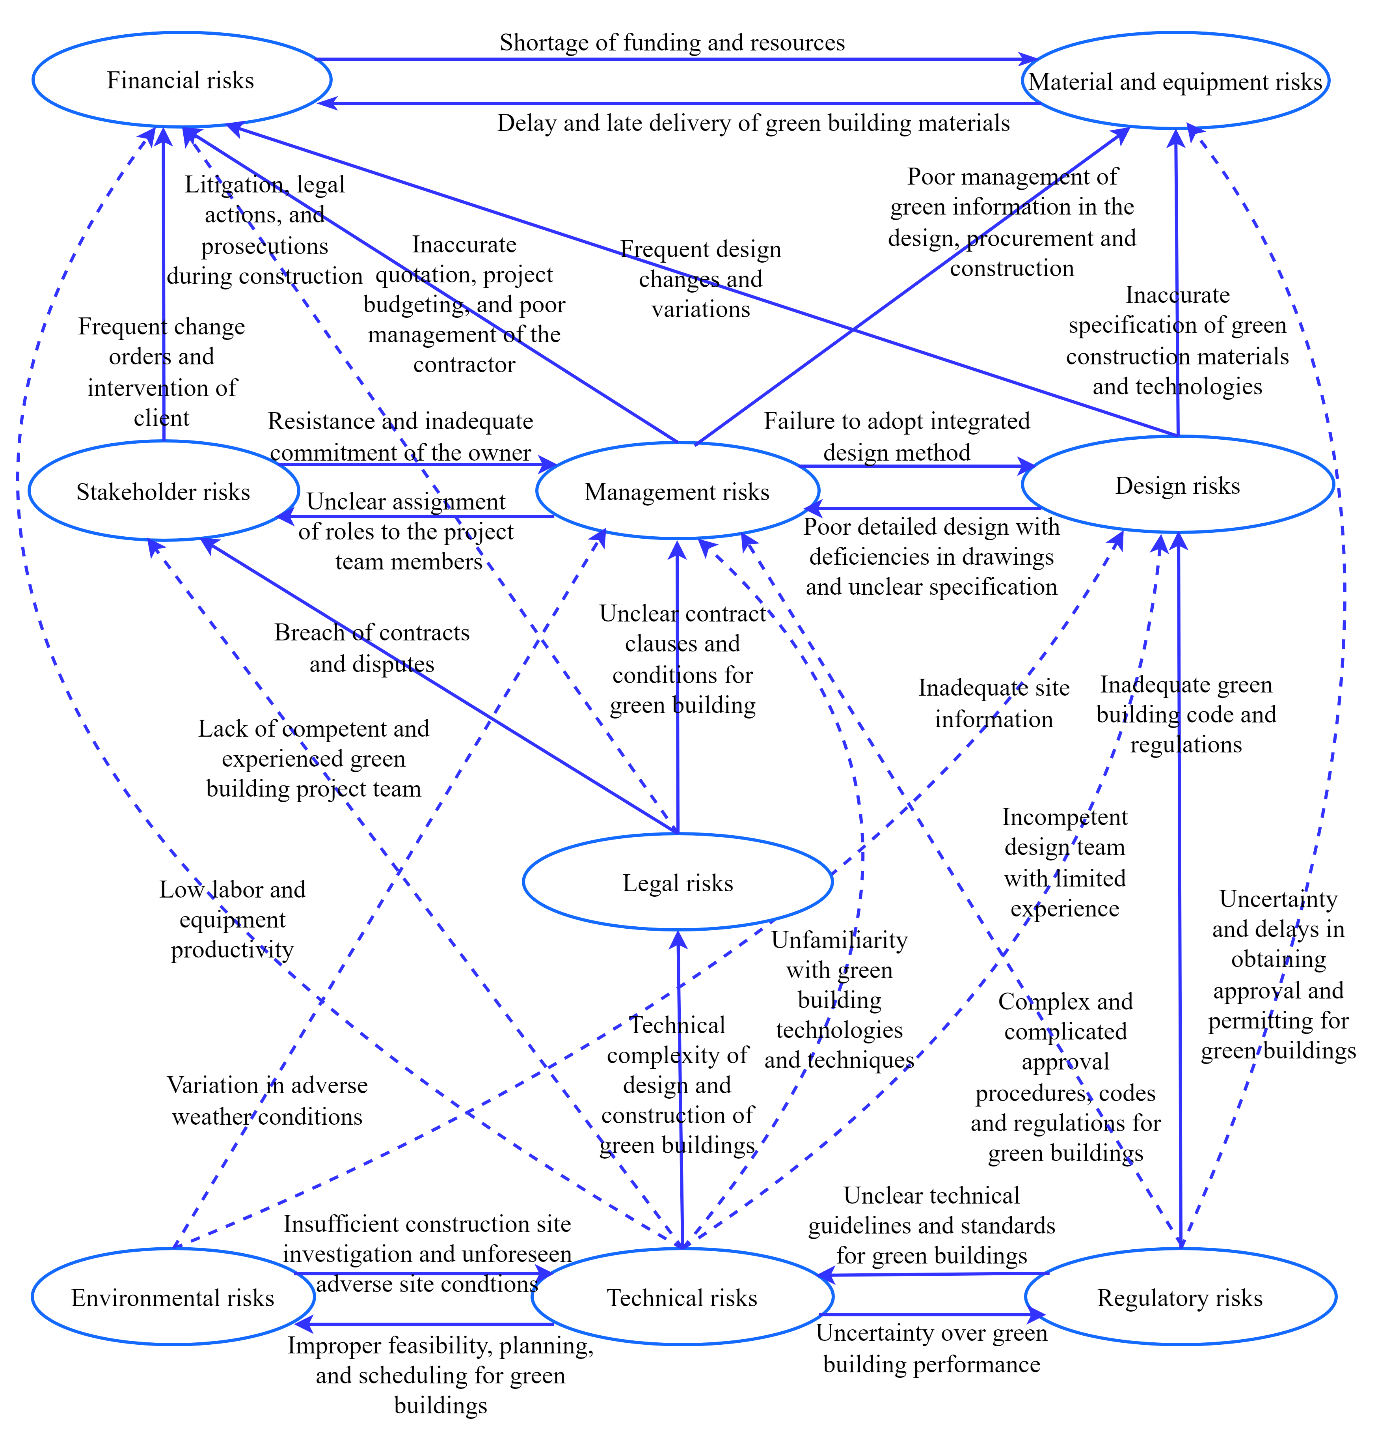 Shortage of funding and resources
Financial risks
Material and equipment risks
Delay and late delivery of green building materials
Litigation, legal
actions, and
prosecutions
during construction
Inaccurate
quotation, project
budgeting, and poor
management of the
contractor
Frequent design
changes and
variations
Poor management of
green information in the
design, procurement and
construction
Inaccurate
specification of green
construction materials
and technologies
Frequent change
orders and
intervention of
client
Resistance and inadequate
commitment of the owner
Failure to adopt integrated
design method
Stakeholder risks
Management risks
Design risks
Unclear assignment
of roles to the project
team members
Poor detailed design with
deficiencies in drawings
and unclear specification
Breach of contracts
and disputes
Unclear contract
clauses and
conditions for
green building
Inadequate site
information
Inadequate green
building code and
regulations
Lack of competent and
experienced green
building project team
Incompetent
design team
with limited
experience
Legal risks
Low labor and
equipment
productivity
Uncertainty
and delays in
obtaining
approval and
permitting for
green buildings
Unfamiliarity
with green
building
technologies
and techniques
Technical
complexity of
design and
construction of
green buildings
Complex and
complicated
approval
procedures, codes
and regulations for
green buildings
Variation in adverse
weather conditions
Insufficient construction site
investigation and unforeseen
adverse site condtions
Unclear technical
guidelines and standards
for green buildings
Environmental risks
Technical risks
Regulatory risks
Improper feasibility, planning,
and scheduling for green
buildings
Uncertainty over green
building performance